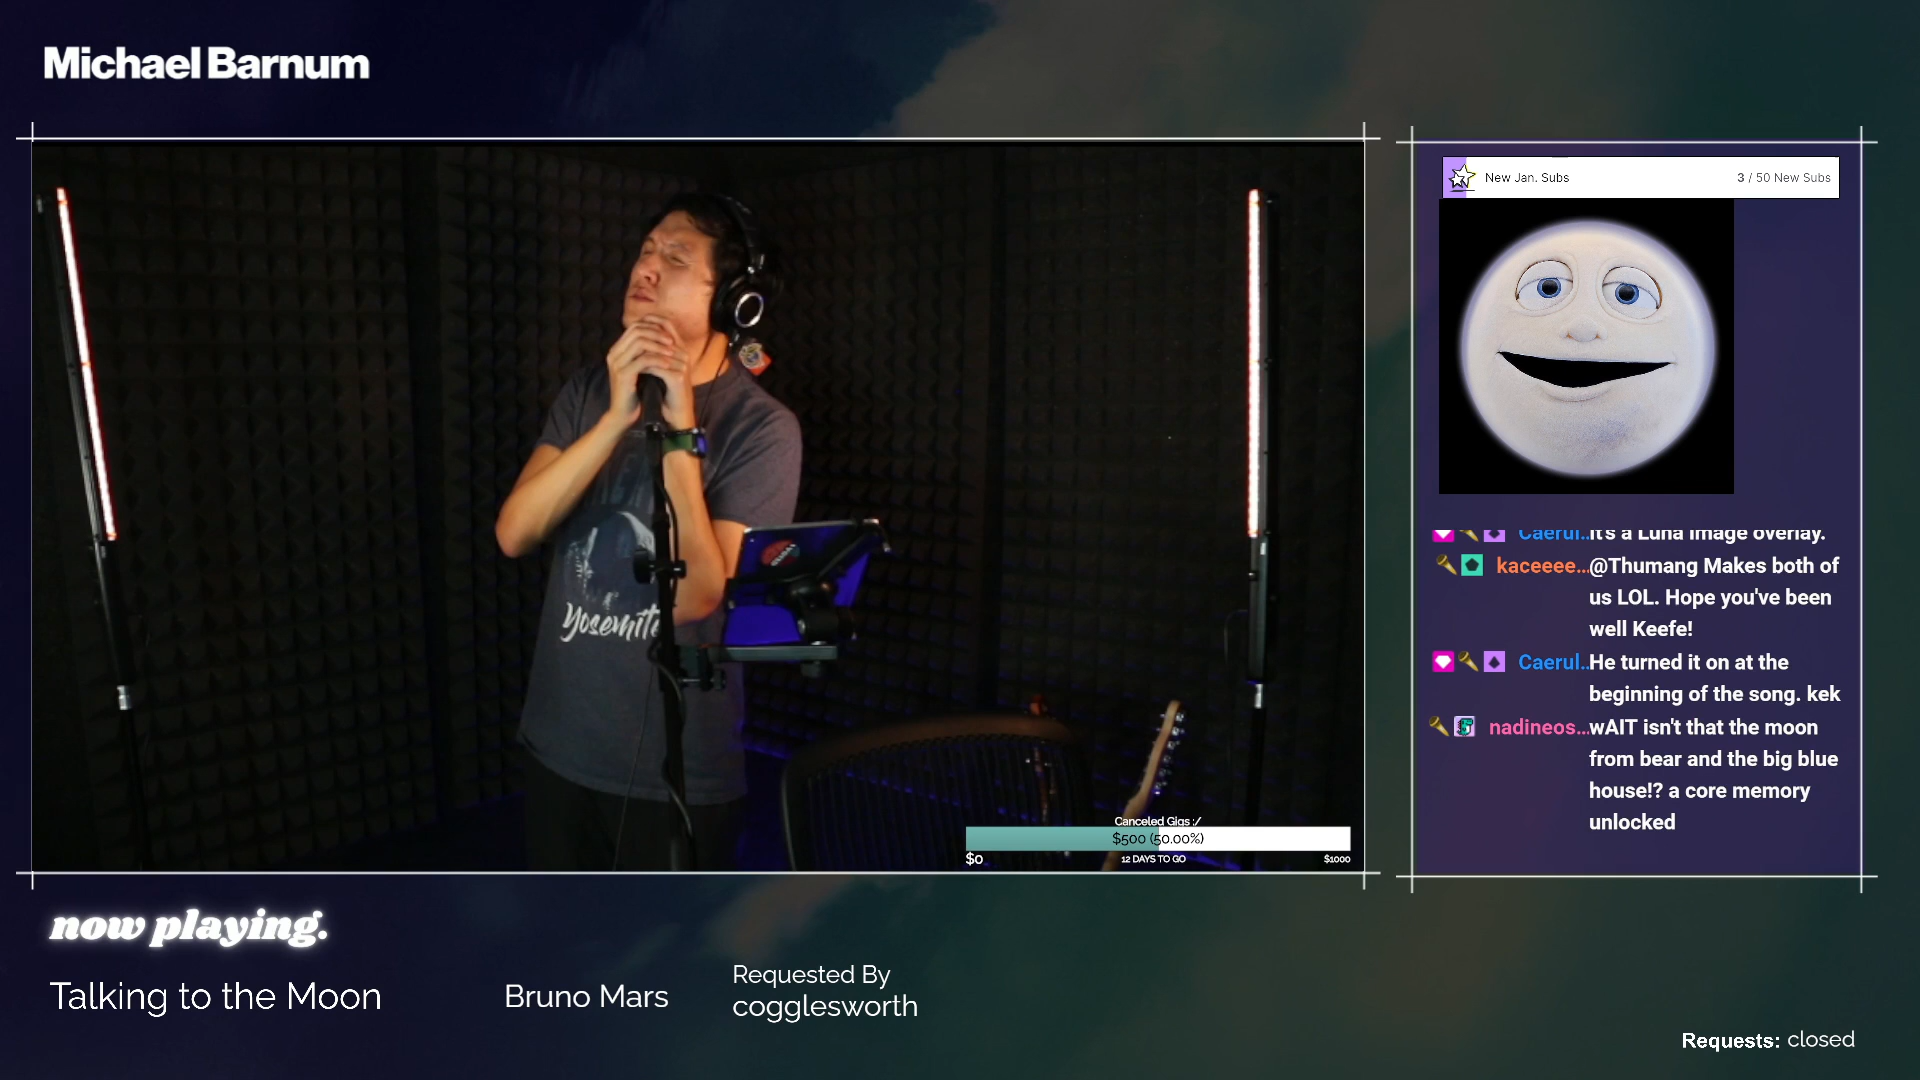 Michael Barnum
New Jan. Subs
3 / 50 New Subs
Caerul..It's a Luna image overlay.
kaceeee...@Thumang Makes both of
us LOL. Hope you've been
well Keefe!
Caerul..He turned it on at the
beginning of the song. kek
nadineos...wAIT isn't that the moon
from bear and the big blue
house!? a core memory
unlocked
Yosemite
Canceled Gigs :/
$500 (50.00%)
$0
12 DAYS TO GO
$1000
now playing.
Talking to the Moon
Bruno Mars
Requested By
cogglesworth
Requests: closed